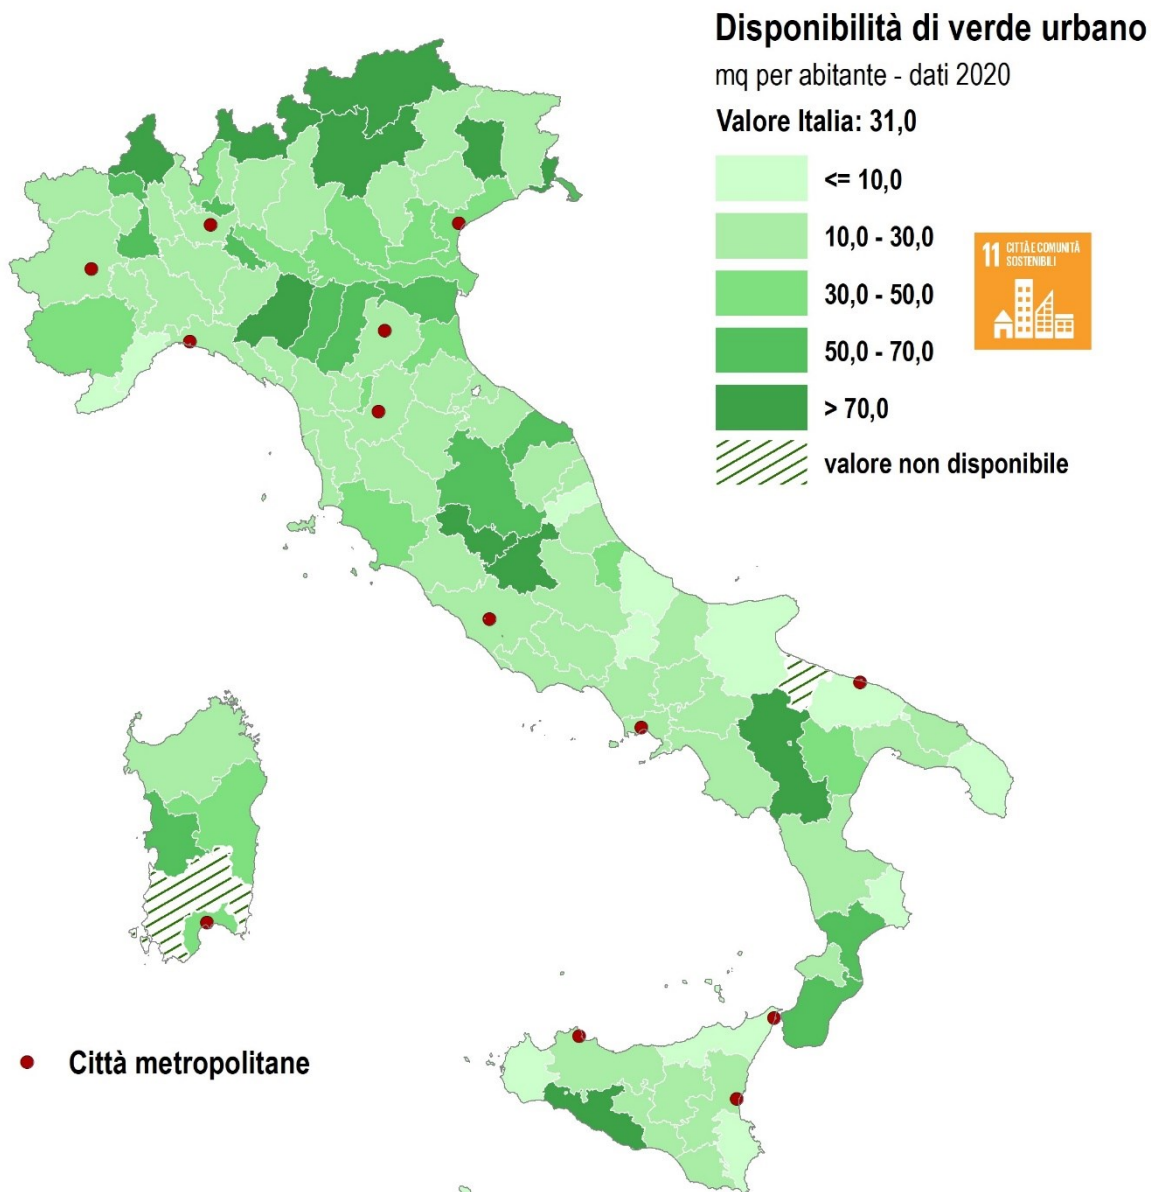 Disponibilità di verde urbano
mq per abitante - dati 2020
Valore Italia: 31,0
<= 10,0
10,0 - 30,0
30,0 - 50,0
50,0 - 70,0
> 70,0
valore non disponibile
11 CITTÀ E COMUNITÀ
SOSTENIBILI
Città metropolitane